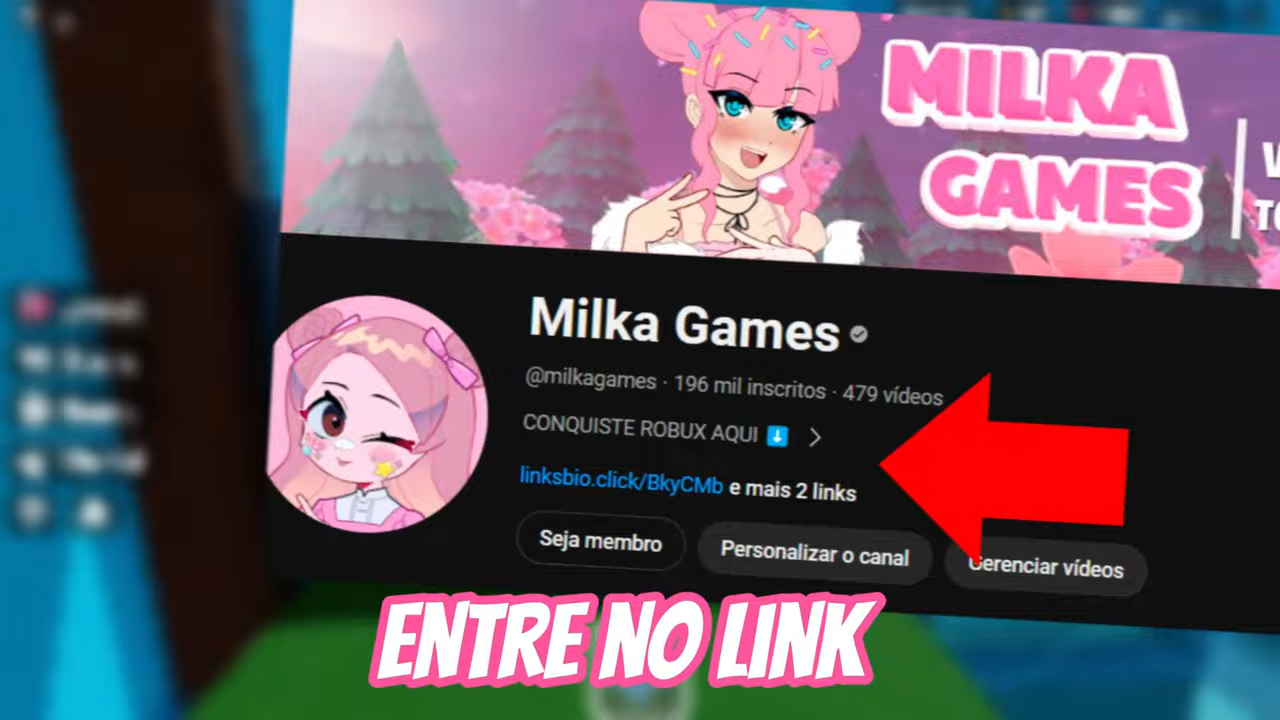 MILKA
GAMES
Milka Games
@milkagames · 196 mil inscritos · 479 vídeos
CONQUISTE ROBUX AQUI
linksbio.click/BkyCMb e mais 2 links
Seja membro
Personalizar o canal
Gerenciar vídeos
ENTRE NO LINK